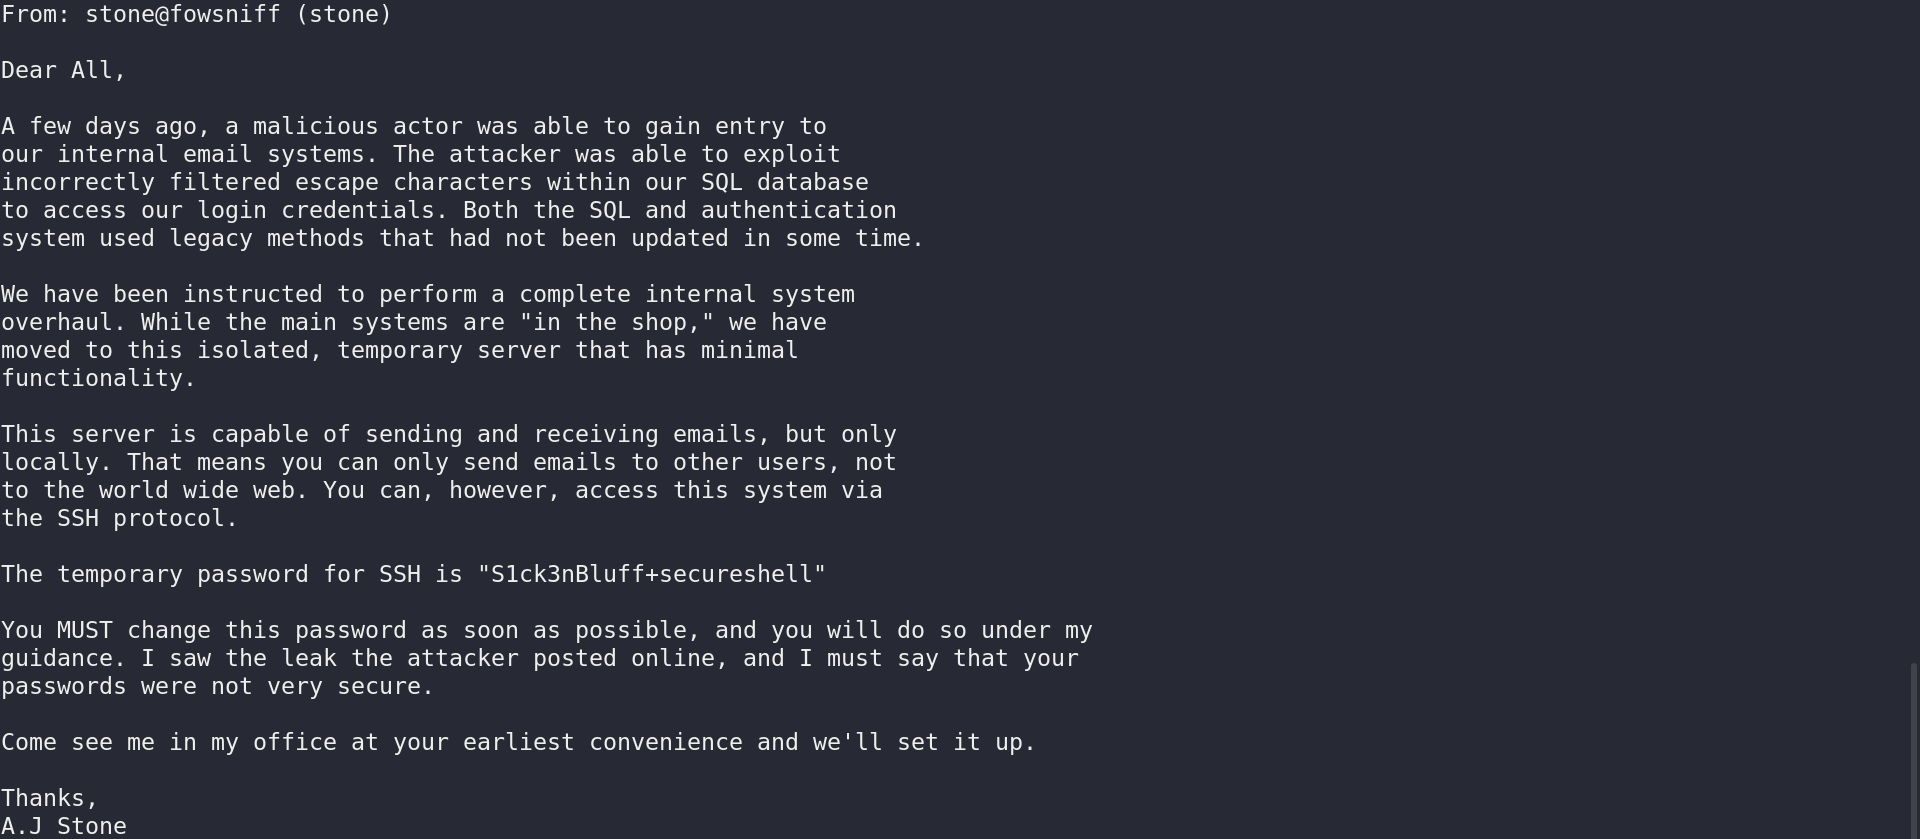 From: stone@fowsniff (stone)
Dear All,
A few days ago, a malicious actor was able to gain entry to
our internal email systems. The attacker was able to exploit
incorrectly filtered escape characters within our SQL database
to access our login credentials. Both the SQL and authentication
system used legacy methods that had not been updated in some time.
We have been instructed to perform a complete internal system
overhaul. While the main systems are "in the shop," we have
moved to this isolated, temporary server that has minimal
functionality.
This server is capable of sending and receiving emails, but only
locally. That means you can only send emails to other users, not
to the world wide web. You can, however, access this system via
the SSH protocol.
The temporary password for SSH is "S1ck3nBluff+secureshell"
You MUST change this password as soon as possible, and you will do so under my
guidance. I saw the leak the attacker posted online, and I must say that your
passwords were not very secure.
Come see me in my office at your earliest convenience and we'll set it up.
Thanks,
A.J Stone